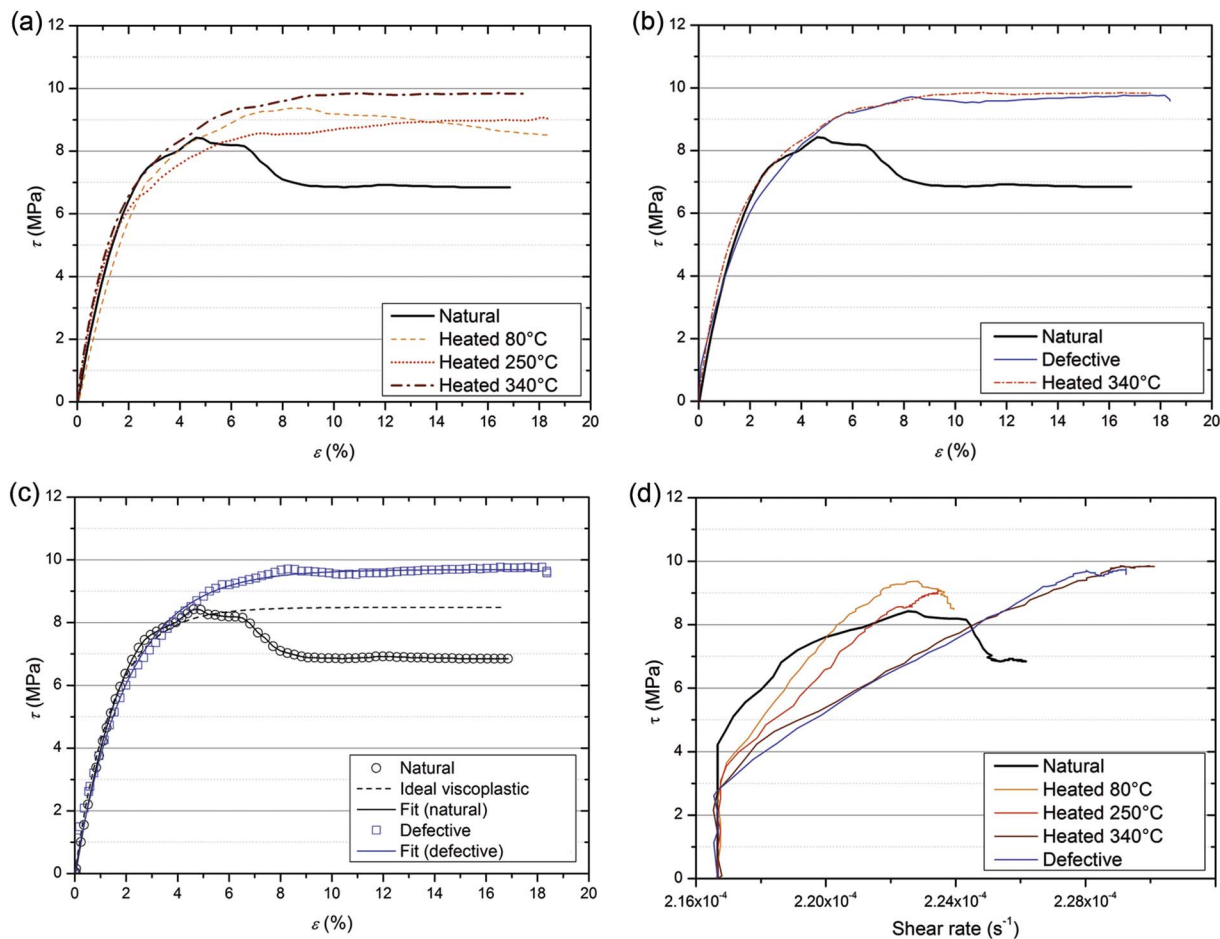 (a)
12
10
8
6
4
2
0
τ (MPa)
0 2 4 6 8 10 12 14 16 18 20
ε (%)
Natural
Heated 80°C
Heated 250°C
Heated 340°C
(b)
12
10
8
6
4
2
0
τ (MPa)
0 2 4 6 8 10 12 14 16 18 20
ε (%)
Natural
Defective
Heated 340°C
(c)
12
10
8
6
4
2
0
τ (MPa)
0 2 4 6 8 10 12 14 16 18 20
ε (%)
Natural
Ideal viscoplastic
Fit (natural)
Defective
Fit (defective)
(d)
12
10
8
6
4
2
0
τ (MPa)
2.16x10⁻⁴ 2.20x10⁻⁴ 2.24x10⁻⁴ 2.28x10⁻⁴
Shear rate (s⁻¹)
Natural
Heated 80°C
Heated 250°C
Heated 340°C
Defective